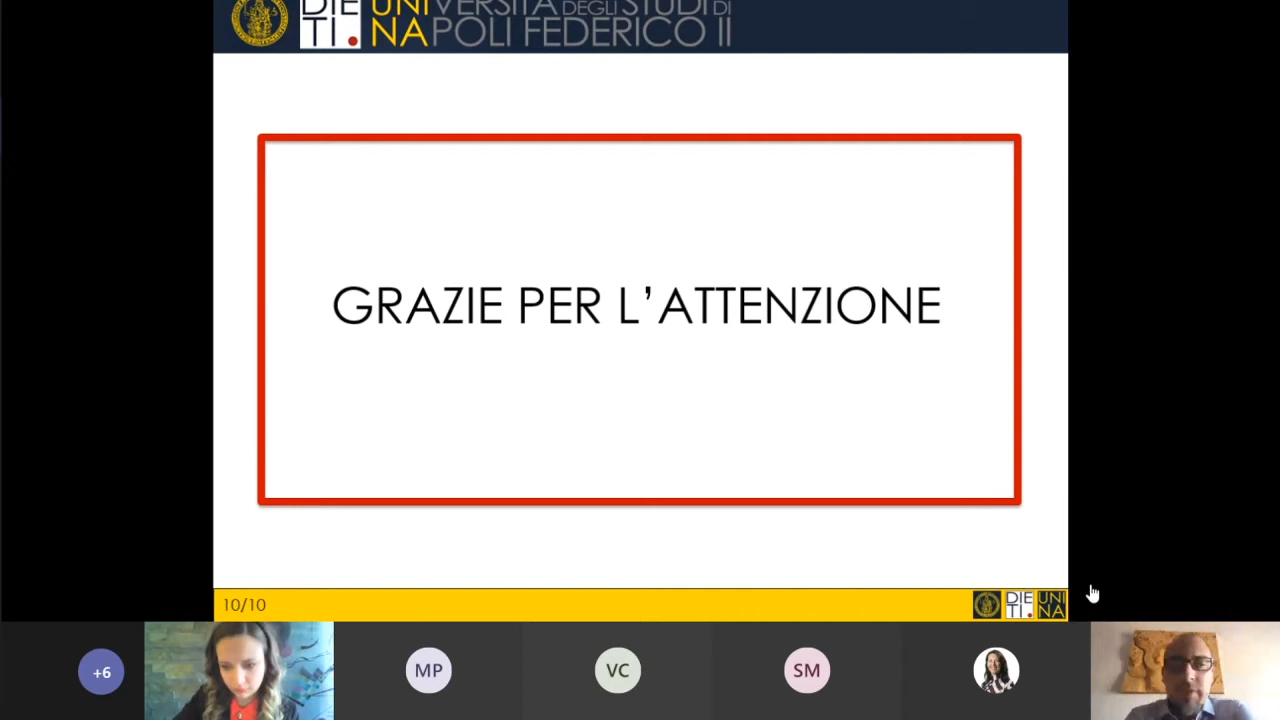 DIE UNIVERSITÀ DEGLI STUDI DI
TI. NAPOLI FEDERICO II
GRAZIE PER L’ATTENZIONE
10/10
DIE UNI
TI. NA
+6
MP
VC
SM